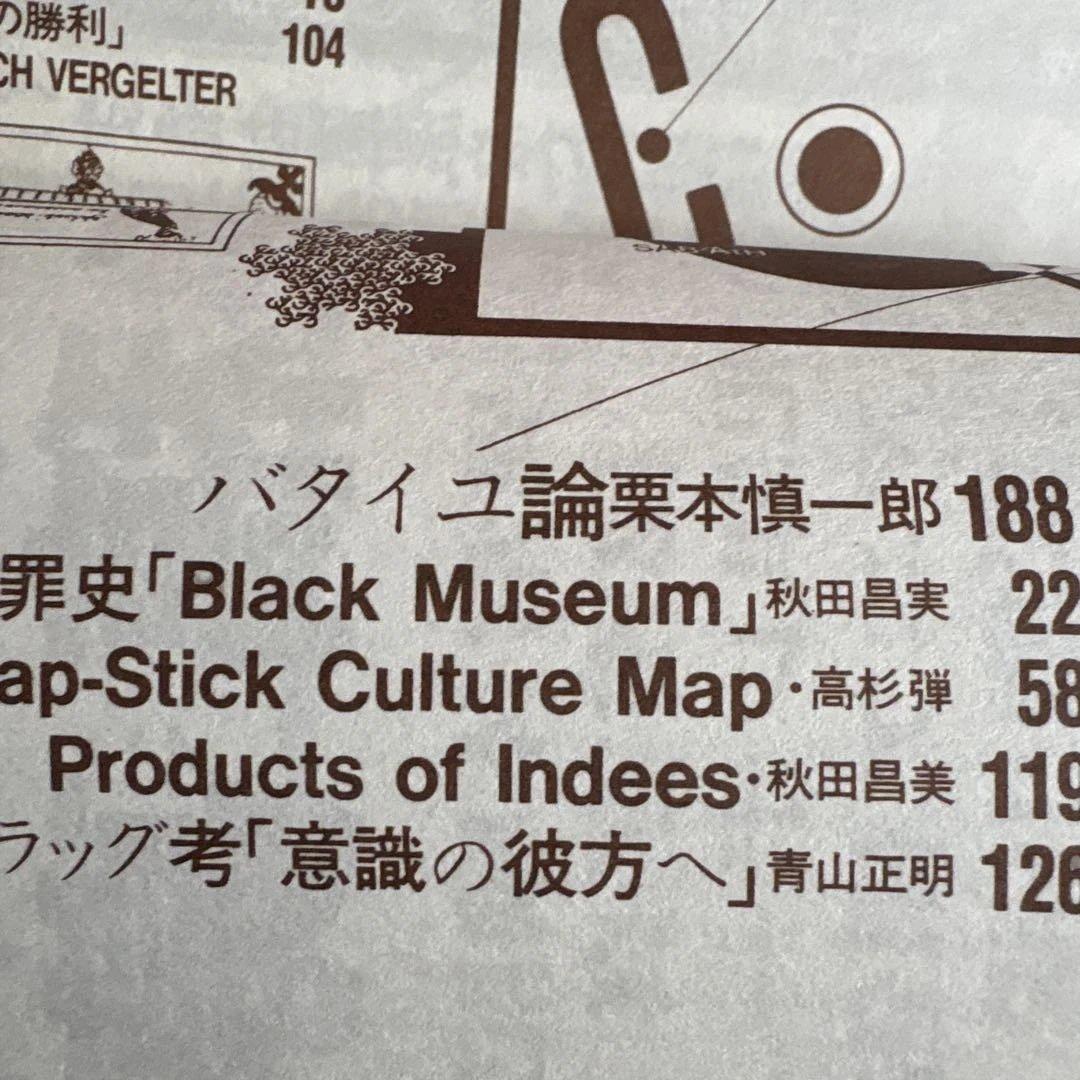 の勝利」 104
CH VERGELTER
バタイユ論栗本慎一郎 188
罪史「Black Museum」秋田昌実 22
ap-Stick Culture Map・高杉弾 58
Products of Indees・秋田昌美 119
ラッグ考「意識の彼方へ」青山正明 126